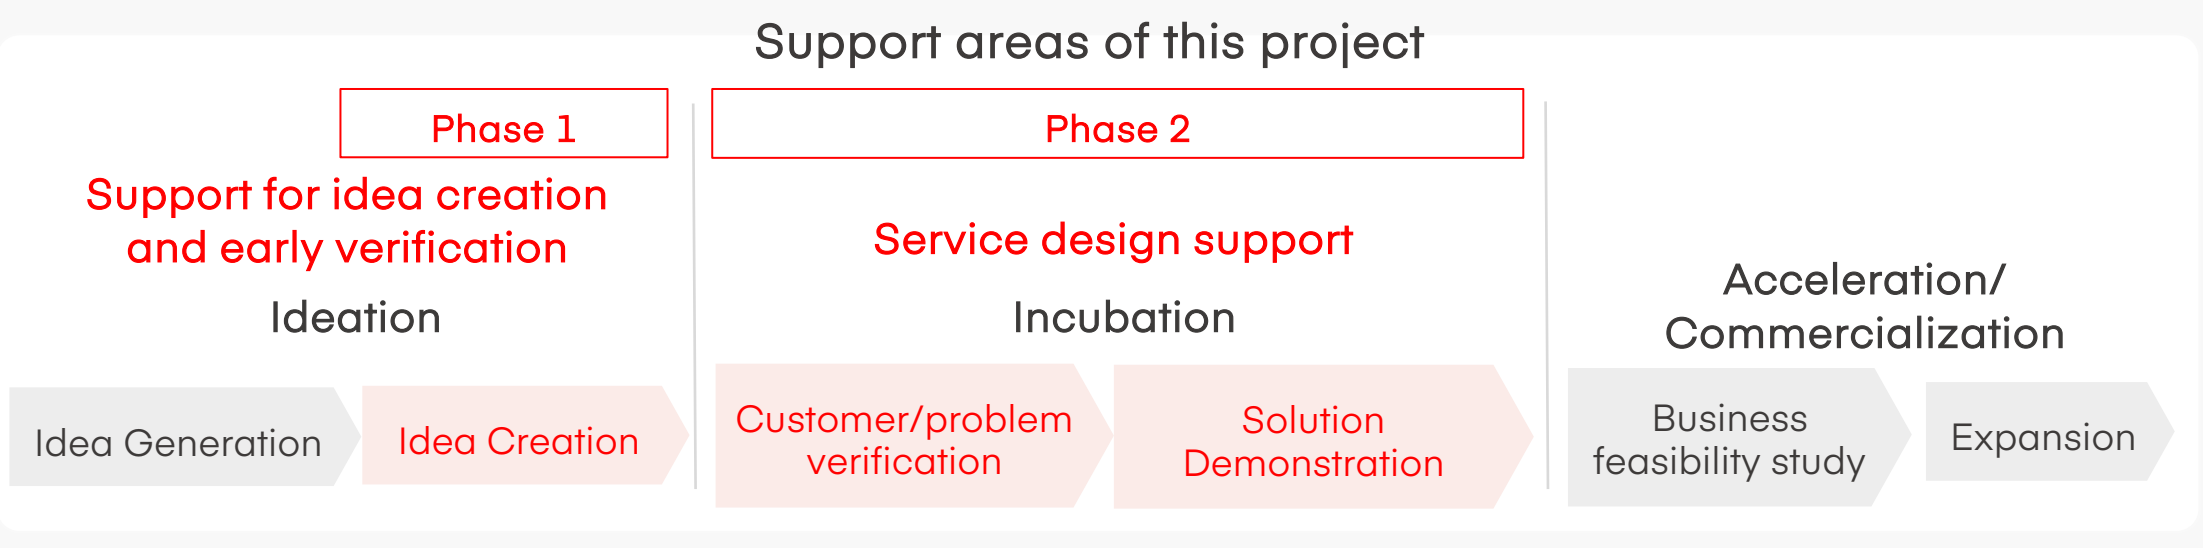 Support areas of this project
Phase 1
Support for idea creation
and early verification
Ideation
Idea Generation
Idea Creation
Phase 2
Service design support
Incubation
Customer/problem
verification
Solution
Demonstration
Acceleration/
Commercialization
Business
feasibility study
Expansion